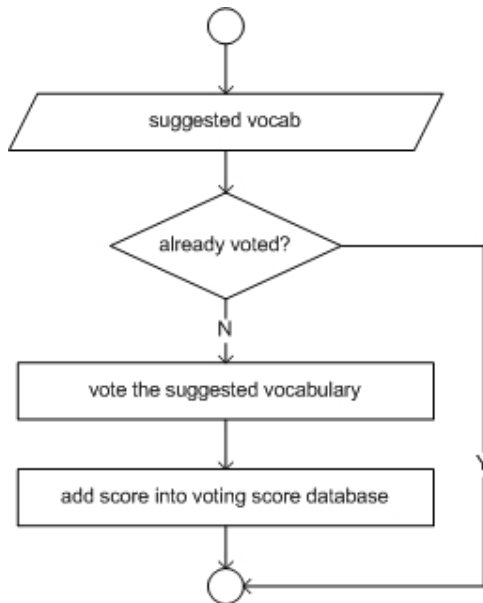 suggested vocab
already voted?
N
vote the suggested vocabulary
Y
add score into voting score database